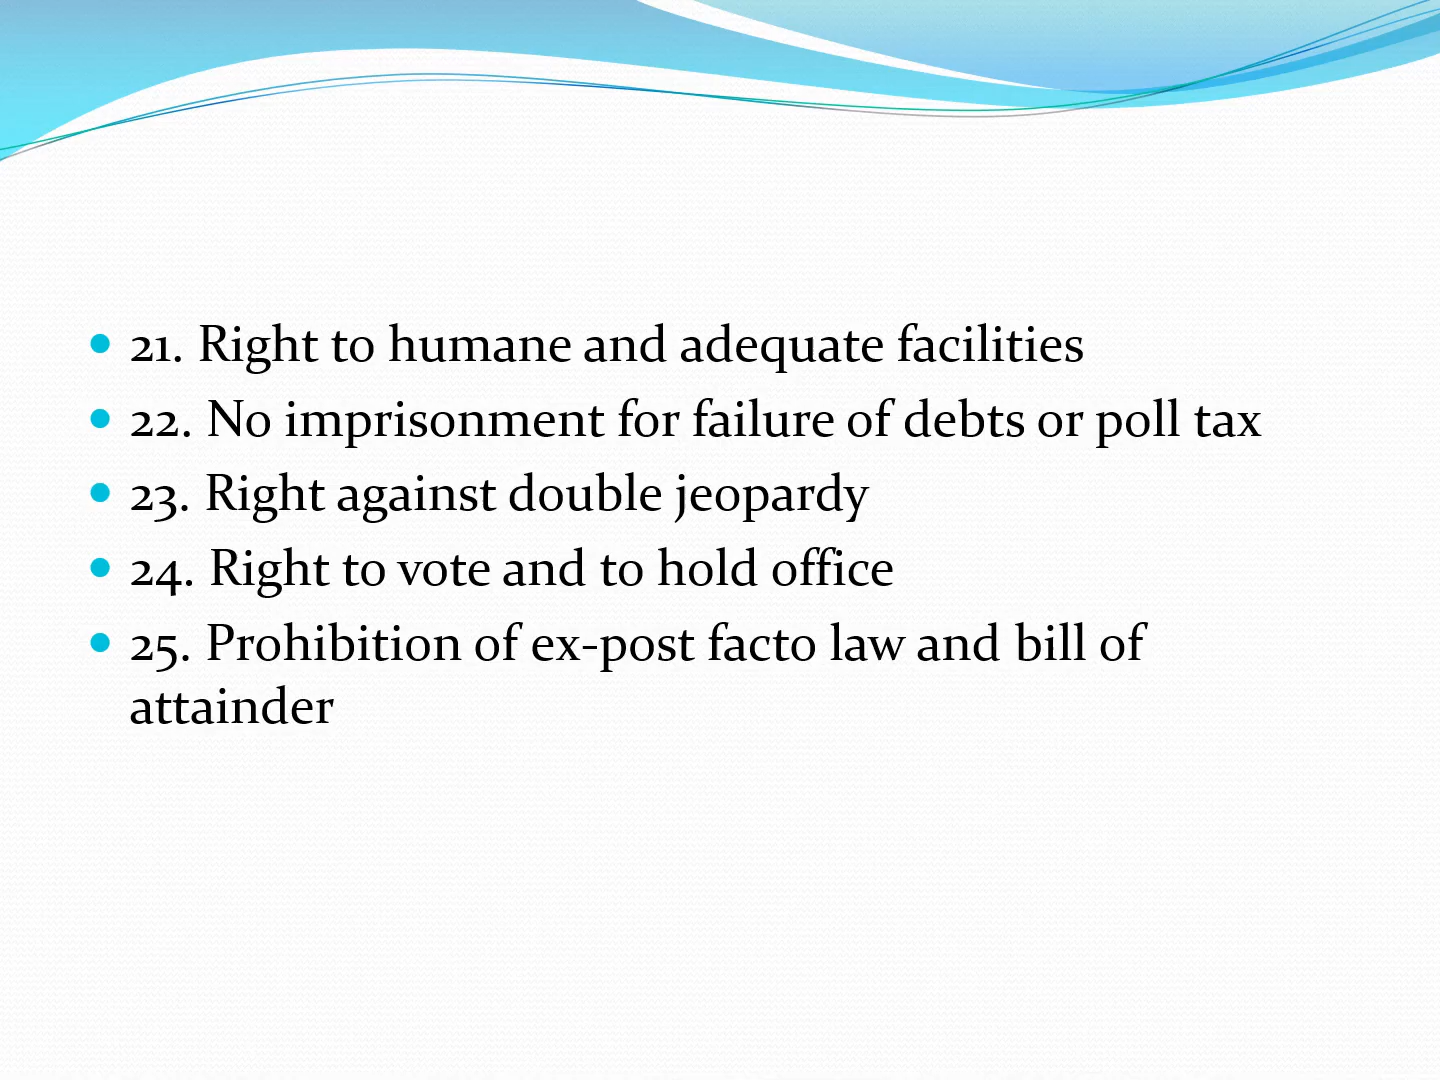 • 21. Right to humane and adequate facilities
• 22. No imprisonment for failure of debts or poll tax
• 23. Right against double jeopardy
• 24. Right to vote and to hold office
• 25. Prohibition of ex-post facto law and bill of
attainder